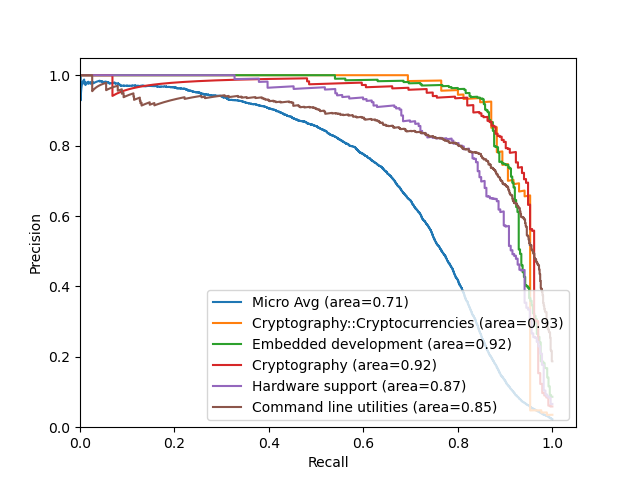 1.0
0.8
0.6
0.4
0.2
0.0
Precision
Micro Avg (area=0.71)
Cryptography::Cryptocurrencies (area=0.93)
Embedded development (area=0.92)
Cryptography (area=0.92)
Hardware support (area=0.87)
Command line utilities (area=0.85)
0.0 0.2 0.4 0.6 0.8 1.0
Recall